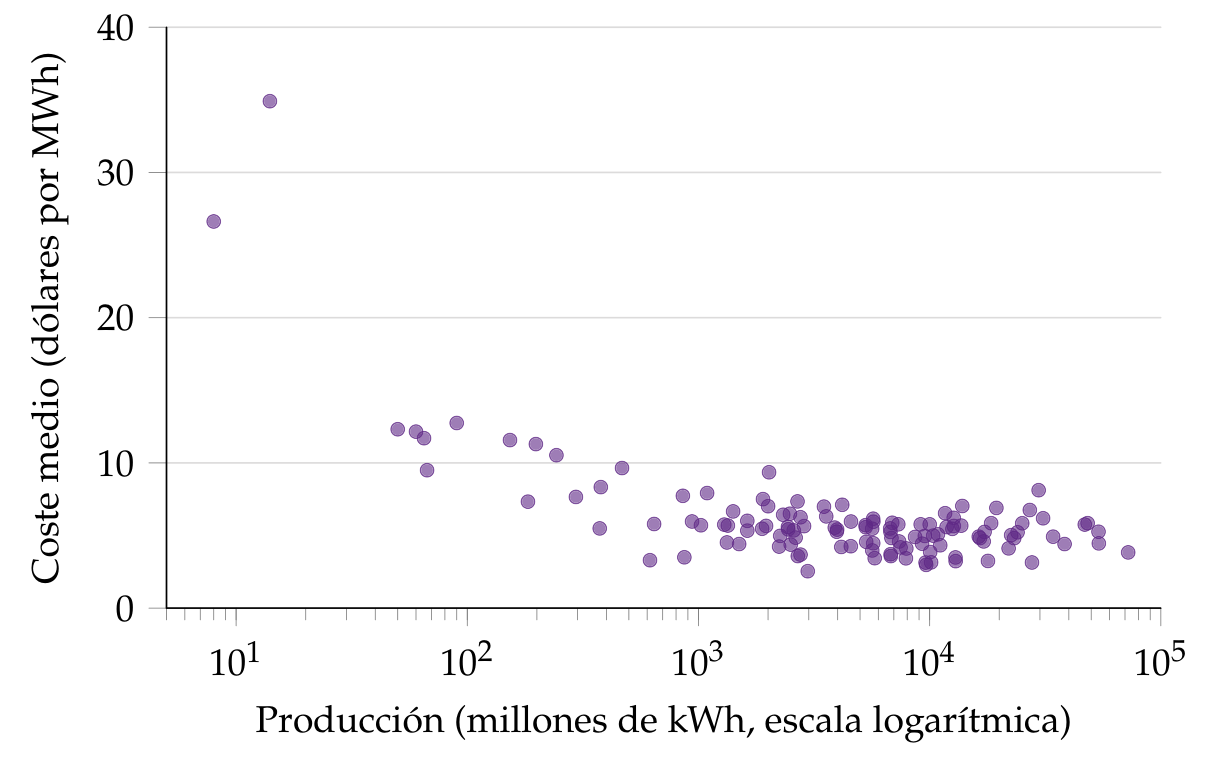 40
30
20
10
0
Coste medio (dólares por MWh)
10¹ 10² 10³ 10⁴ 10⁵
Producción (millones de kWh, escala logarítmica)